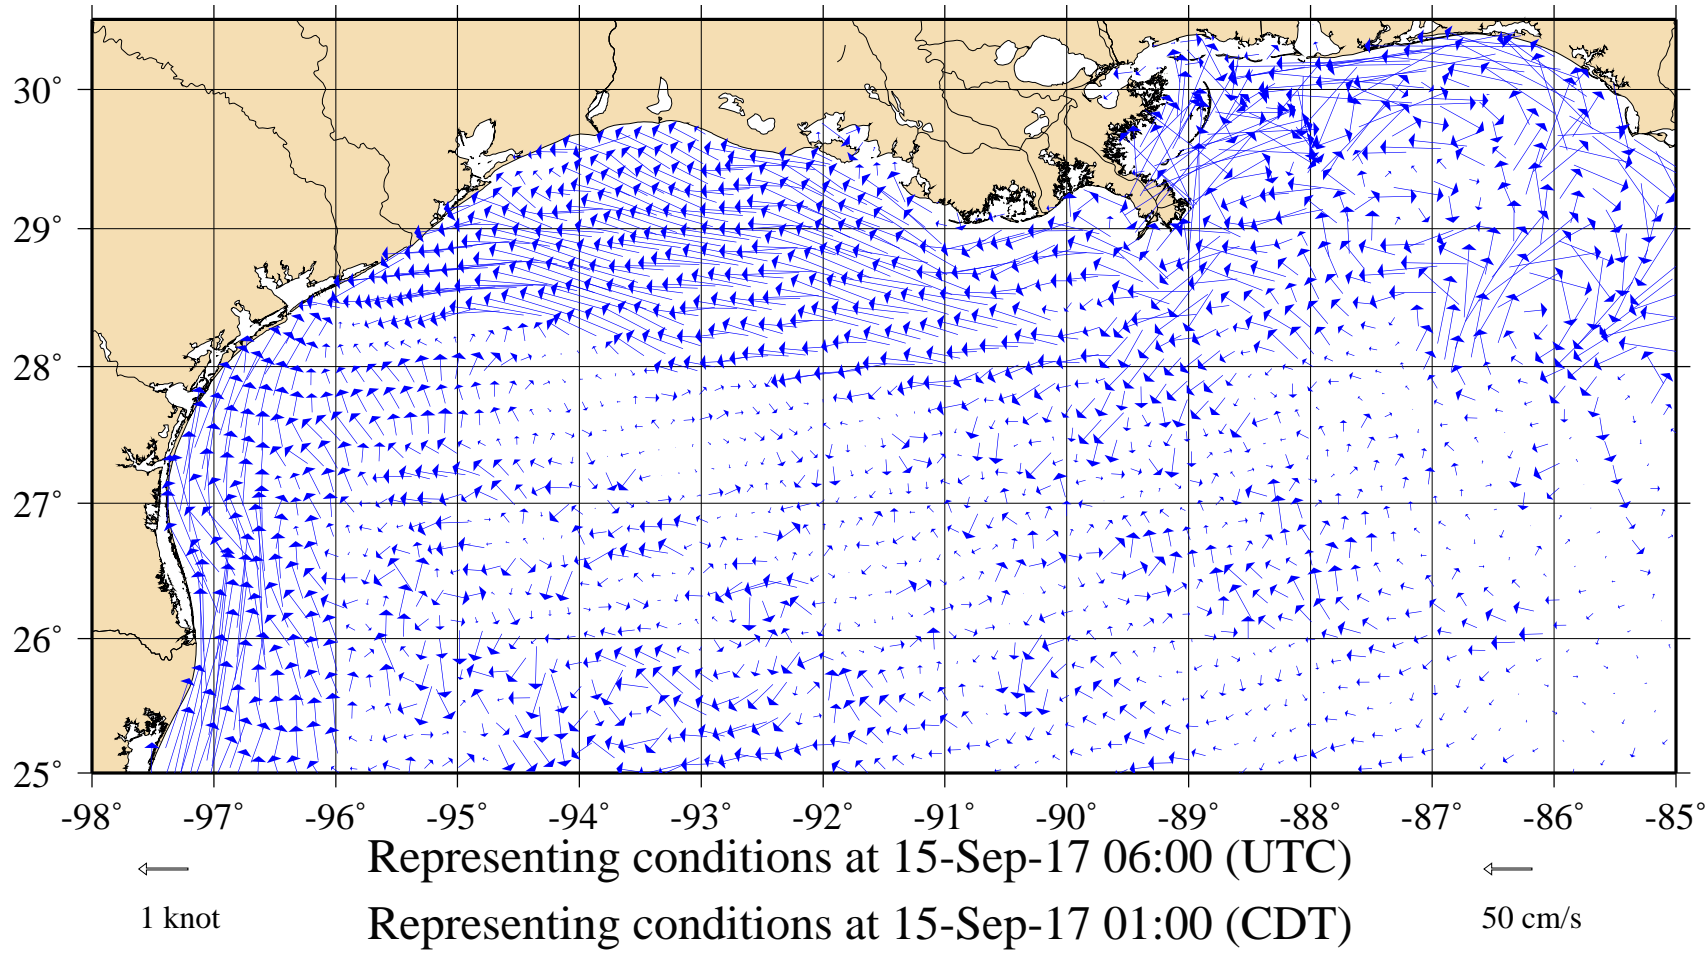 30°
29°
28°
27°
26°
25°
-98° -97° -96° -95° -94° -93° -92° -91° -90° -89° -88° -87° -86° -85°
Representing conditions at 15-Sep-17 06:00 (UTC)
1 knot
50 cm/s
Representing conditions at 15-Sep-17 01:00 (CDT)